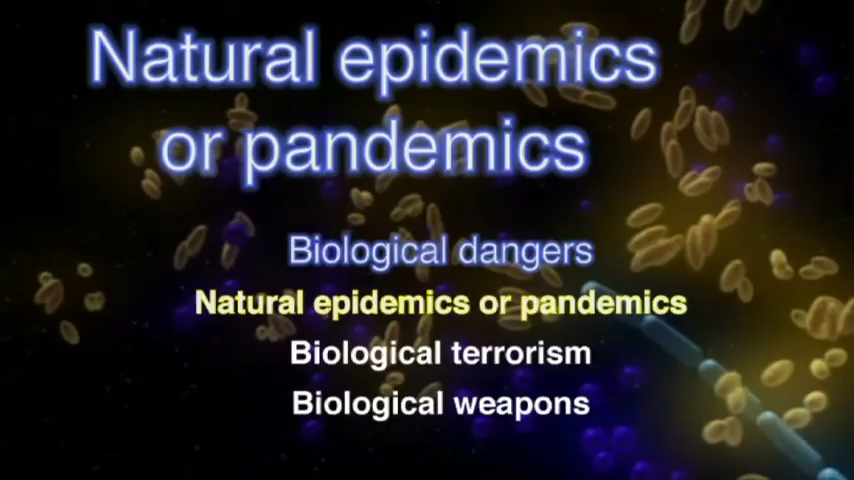 Natural epidemics
or pandemics
Biological dangers
Natural epidemics or pandemics
Biological terrorism
Biological weapons